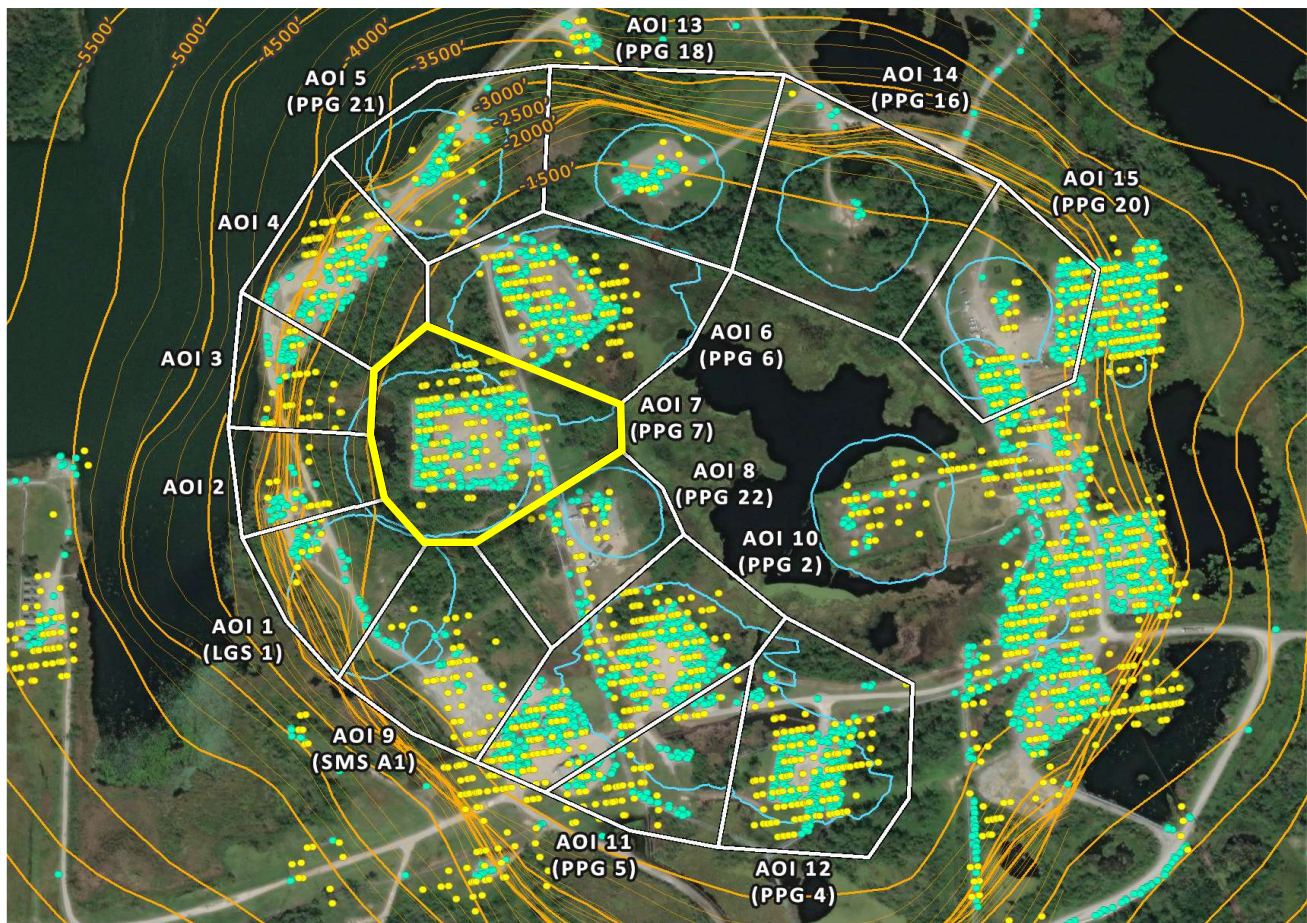 -5500'
-5000'
-4500'
-4000'
-3500'
-3000'
-2500'
-2000'
-1500'
AOI 13
(PPG 18)
AOI 5
(PPG 21)
AOI 14
(PPG 16)
AOI 15
(PPG 20)
AOI 4
AOI 3
AOI 6
(PPG 6)
AOI 7
(PPG 7)
AOI 2
AOI 8
(PPG 22)
AOI 10
(PPG 2)
AOI 1
(LGS 1)
AOI 9
(SMS A1)
AOI 11
(PPG 5)
AOI 12
(PPG 4)